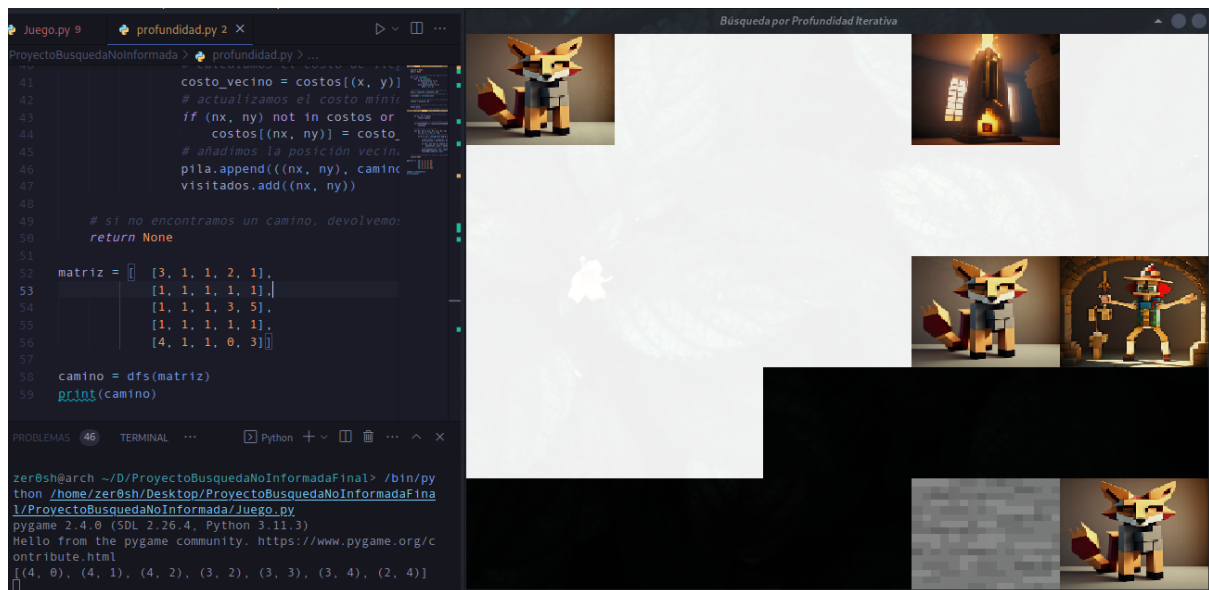 Juego.py 9
profundidad.py 2
Búsqueda por Profundidad Iterativa
ProyectoBusquedaNoInformada > profundidad.py > ...
41 costo_vecino = costos[(x, y)]
42 # actualizamos el costo mínim
43 if (nx, ny) not in costos or
44 costos[(nx, ny)] = costo_
45 # añadimos la posición vecina
46 pila.append(((nx, ny), camino
47 visitados.add((nx, ny))
48
49 # si no encontramos un camino, devolvemos
50 return None
51
52 matriz = [ [3, 1, 1, 2, 1],
53 [1, 1, 1, 1, 1],
54 [1, 1, 1, 3, 5],
55 [1, 1, 1, 1, 1],
56 [4, 1, 1, 0, 3]]
57
58 camino = dfs(matriz)
59 print(camino)
PROBLEMAS 46 TERMINAL ... Python
zer0sh@arch ~/D/ProyectoBusquedaNoInformadaFinal> /bin/py
thon /home/zer0sh/Desktop/ProyectoBusquedaNoInformadaFina
l/ProyectoBusquedaNoInformada/Juego.py
pygame 2.4.0 (SDL 2.26.4, Python 3.11.3)
Hello from the pygame community. https://www.pygame.org/c
ontribute.html
[(4, 0), (4, 1), (4, 2), (3, 2), (3, 3), (3, 4), (2, 4)]